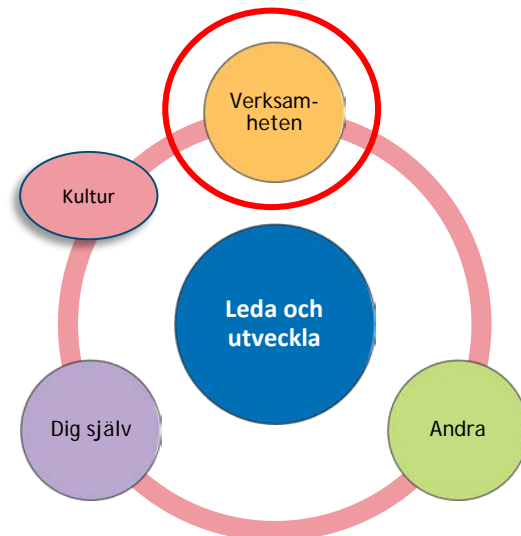 Verksam-
heten
Kultur
Leda och
utveckla
Dig själv
Andra